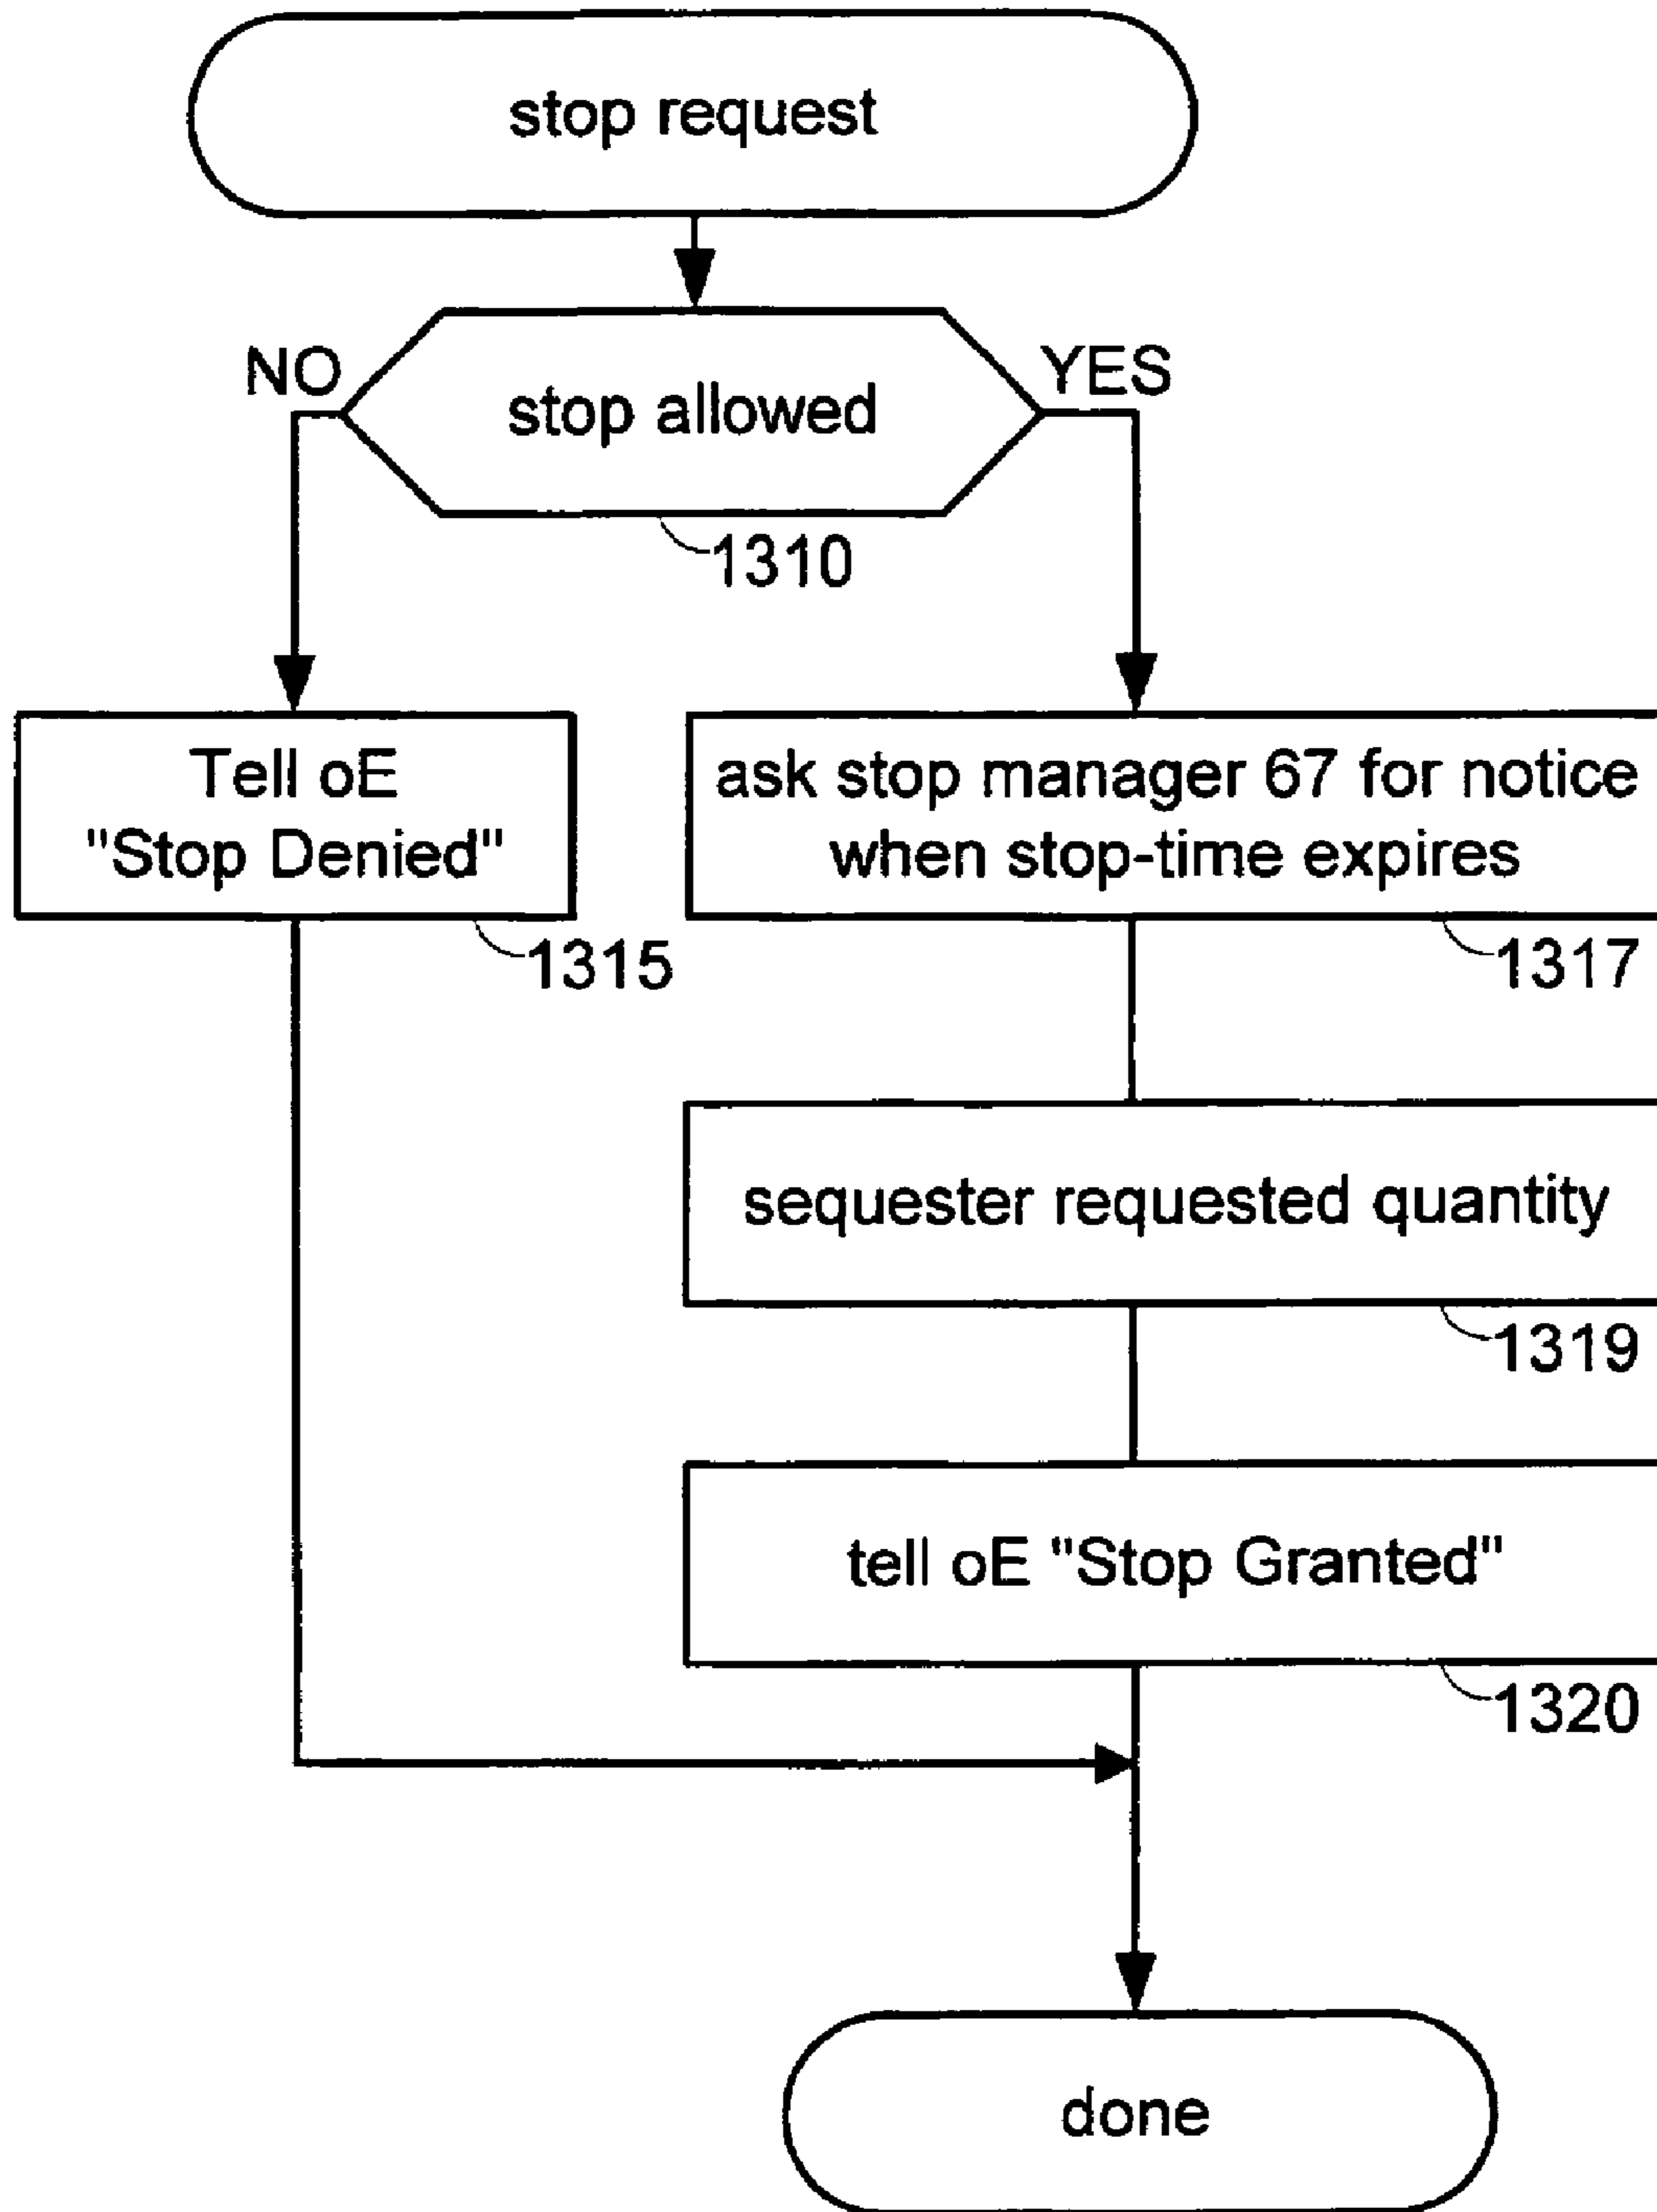 stop request
NO
YES
stop allowed
1310
Tell oE
"Stop Denied"
1315
ask stop manager 67 for notice
when stop-time expires
1317
sequester requested quantity
1319
tell oE "Stop Granted"
1320
done